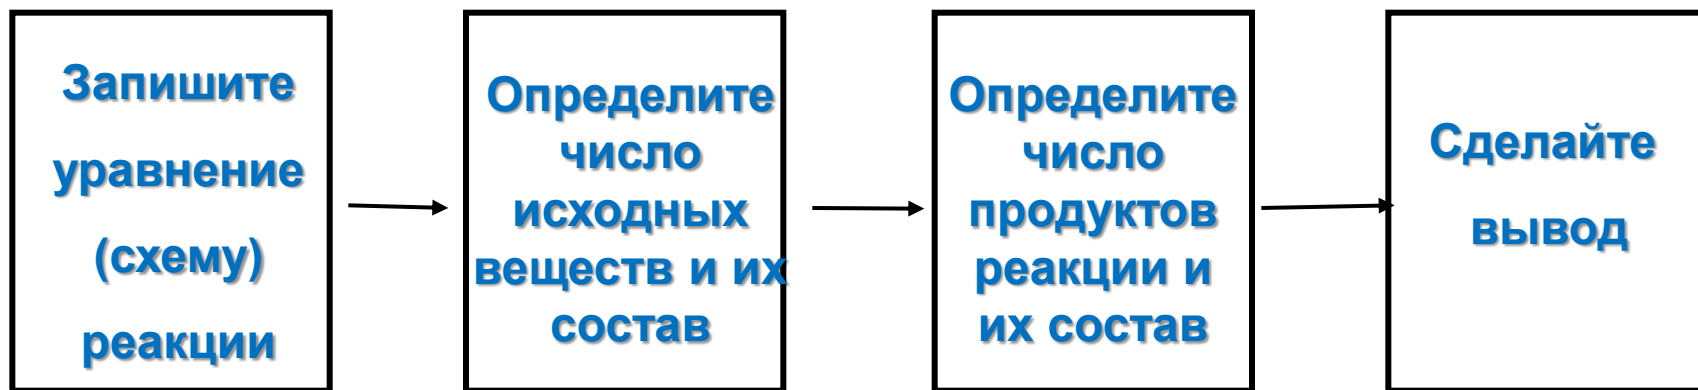 Запишите
уравнение
(схему)
реакции
Определите
число
исходных
веществ и их
состав
Определите
число
продуктов
реакции и
их состав
Сделайте
вывод